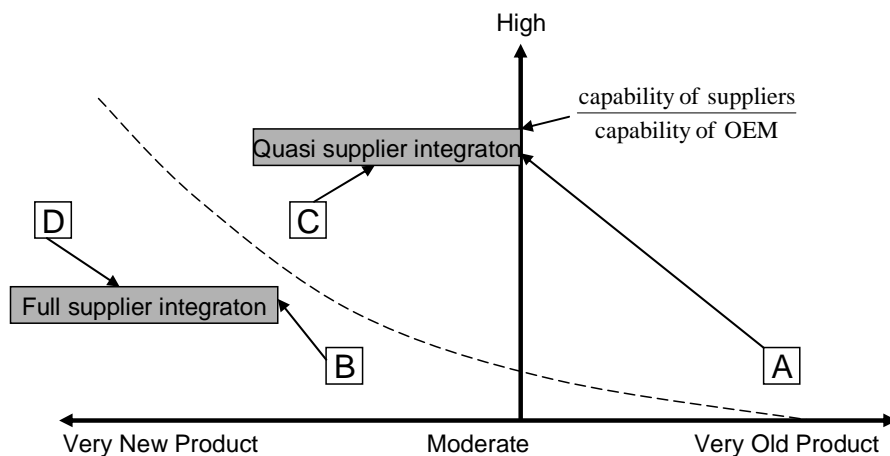 High
capability of suppliers
capability of OEM
Quasi supplier integraton
C
D
Full supplier integraton
B
A
Very New Product
Moderate
Very Old Product